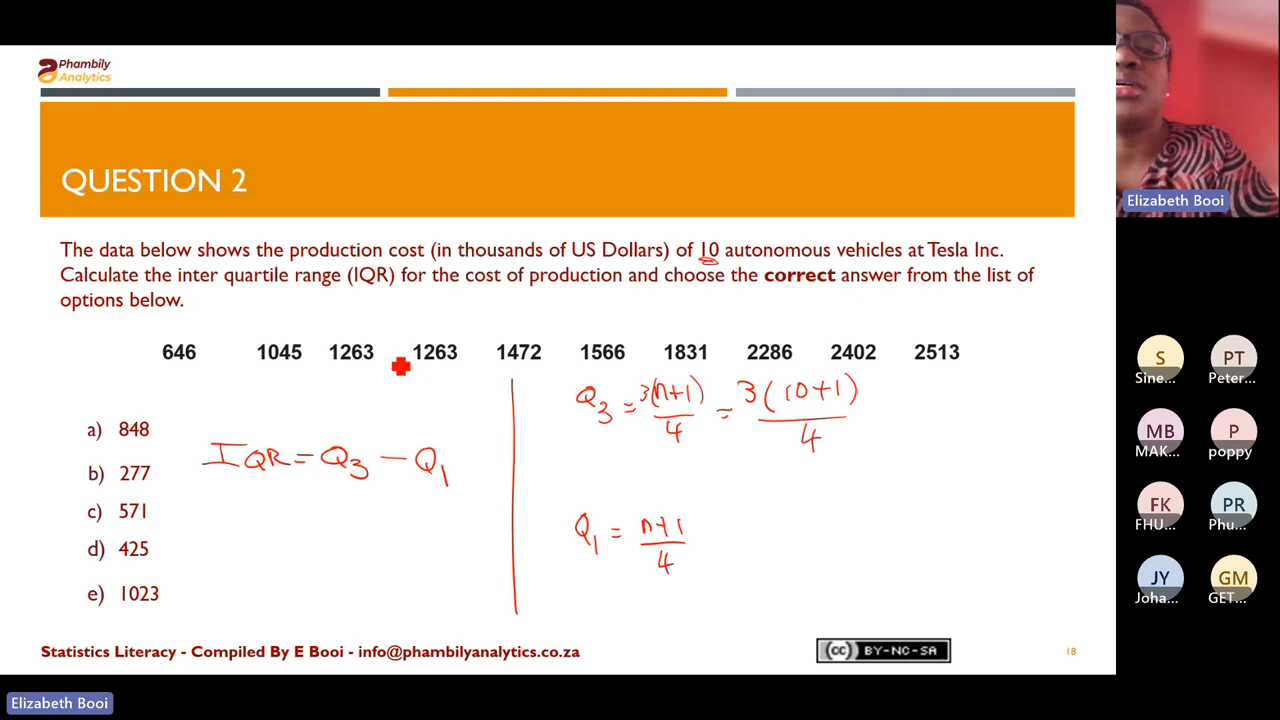 Phambily
Analytics
QUESTION 2
The data below shows the production cost (in thousands of US Dollars) of 10 autonomous vehicles at Tesla Inc.
Calculate the inter quartile range (IQR) for the cost of production and choose the correct answer from the list of
options below.
646 1045 1263 1263 1472 1566 1831 2286 2402 2513
a) 848
b) 277
c) 571
d) 425
e) 1023
IQR = Q3 - Q1
Q3 = 3(n+1)/4 = 3(10+1)/4
Q1 = n+1/4
Statistics Literacy - Compiled By E Booi - info@phambilyanalytics.co.za
cc BY-NC-SA
18
Elizabeth Booi
S
Sine...
PT
Peter...
MB
MAK...
P
poppy
FK
FHU...
PR
Phu...
JY
Joha...
GM
GET...
Elizabeth Booi